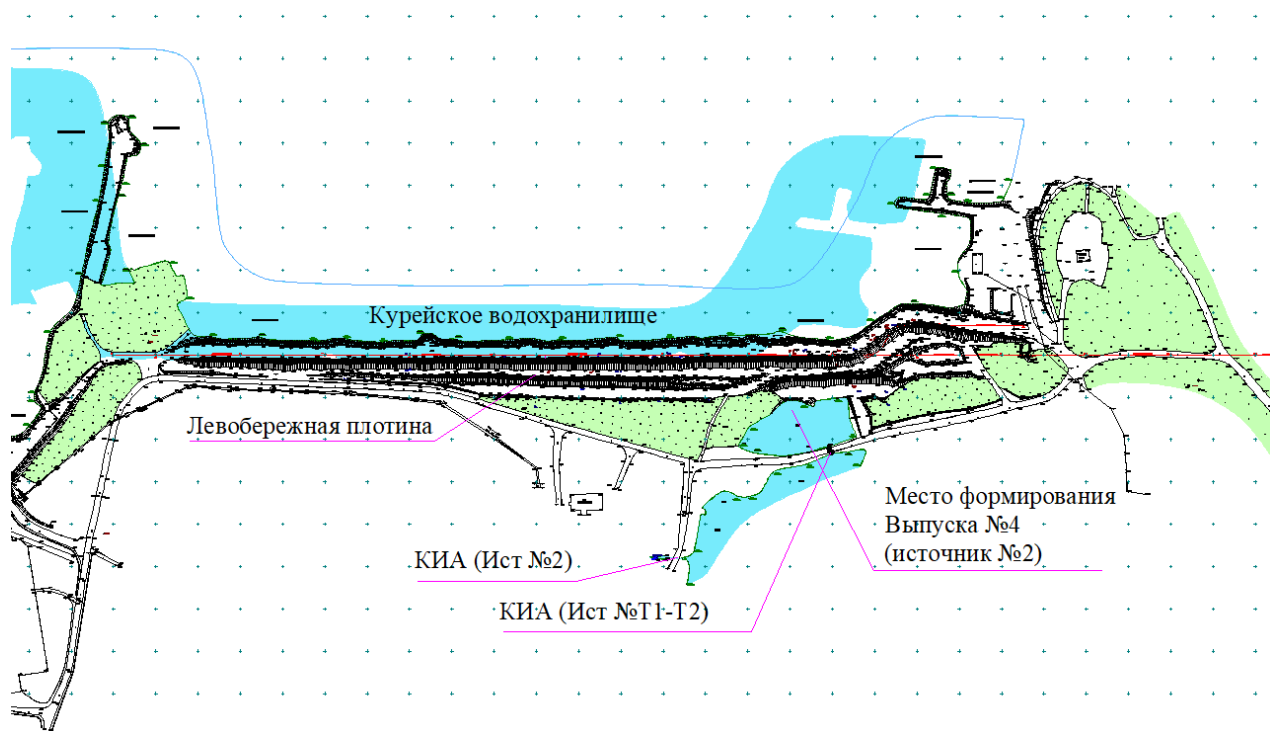 Курейское водохранилище
Левобережная плотина
Место формирования
Выпуска №4
(источник №2)
КИА (Ист №2)
КИА (Ист №Т1-Т2)